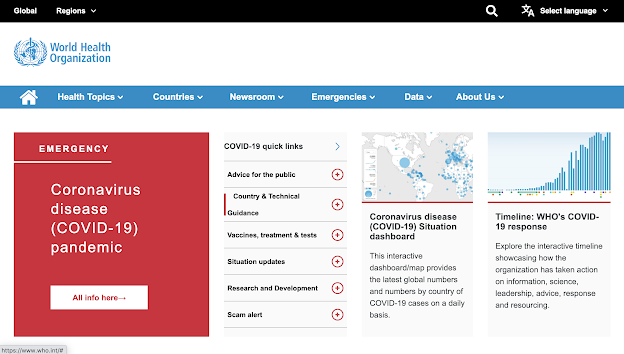 Global
Regions
Select language
World Health
Organization
Health Topics
Countries
Newsroom
Emergencies
Data
About Us
EMERGENCY
Coronavirus
disease
(COVID-19)
pandemic
All info here→
COVID-19 quick links
Advice for the public
Country & Technical
Guidance
Vaccines, treatment & tests
Situation updates
Research and Development
Scam alert
Coronavirus disease
(COVID-19) Situation
dashboard
This interactive
dashboard/map provides
the latest global numbers
and numbers by country of
COVID-19 cases on a daily
basis.
Timeline: WHO's COVID-
19 response
Explore the interactive timeline
showcasing how the
organization has taken action
on information, science,
leadership, advice, response
and resourcing.
https://www.who.int/#